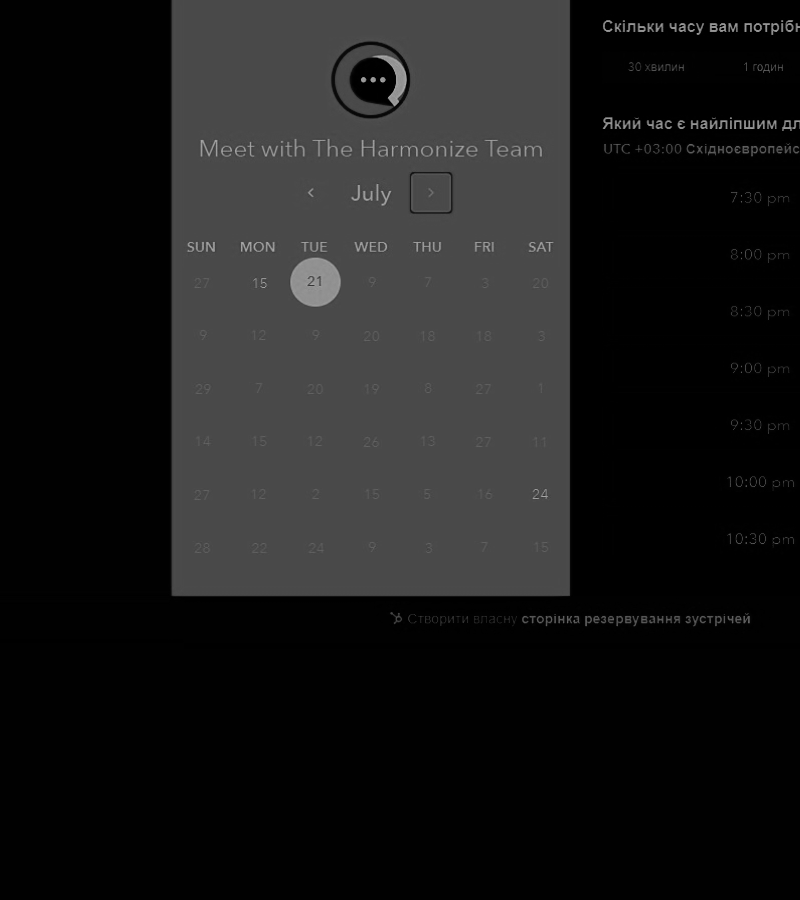 Meet with The Harmonize Team
July
SUN MON TUE WED THU FRI SAT
27 15 21 9 7 3 20
9 12 9 20 18 18 3
29 7 20 19 8 27 1
14 15 12 26 13 27 11
27 12 2 15 5 16 24
28 22 24 9 3 7 15
Скільки часу вам
30 хвилин 1 годин
Який час є найліпшим
UTC +03:00
7:30 pm
8:00 pm
8:30 pm
9:00 pm
9:30 pm
10:00 pm
10:30 pm
Створити власну сторінка резервування зустрічей